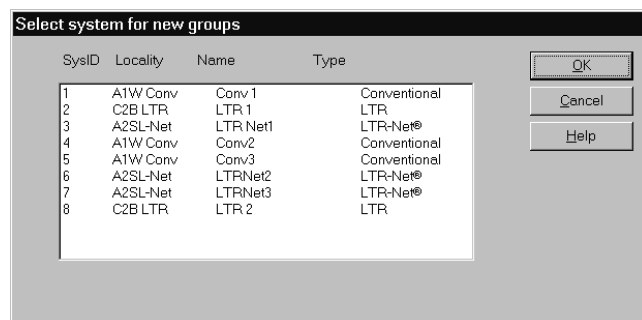 Select system for new groups
SysID Locality Name Type
1 A1W Conv Conv 1 Conventional
2 C2B LTR LTR 1 LTR
3 A2SL-Net LTR Net1 LTR-Net®
4 A1W Conv Conv2 Conventional
5 A1W Conv Conv3 Conventional
6 A2SL-Net LTRNet2 LTR-Net®
7 A2SL-Net LTRNet3 LTR-Net®
8 C2B LTR LTR 2 LTR
OK
Cancel
Help